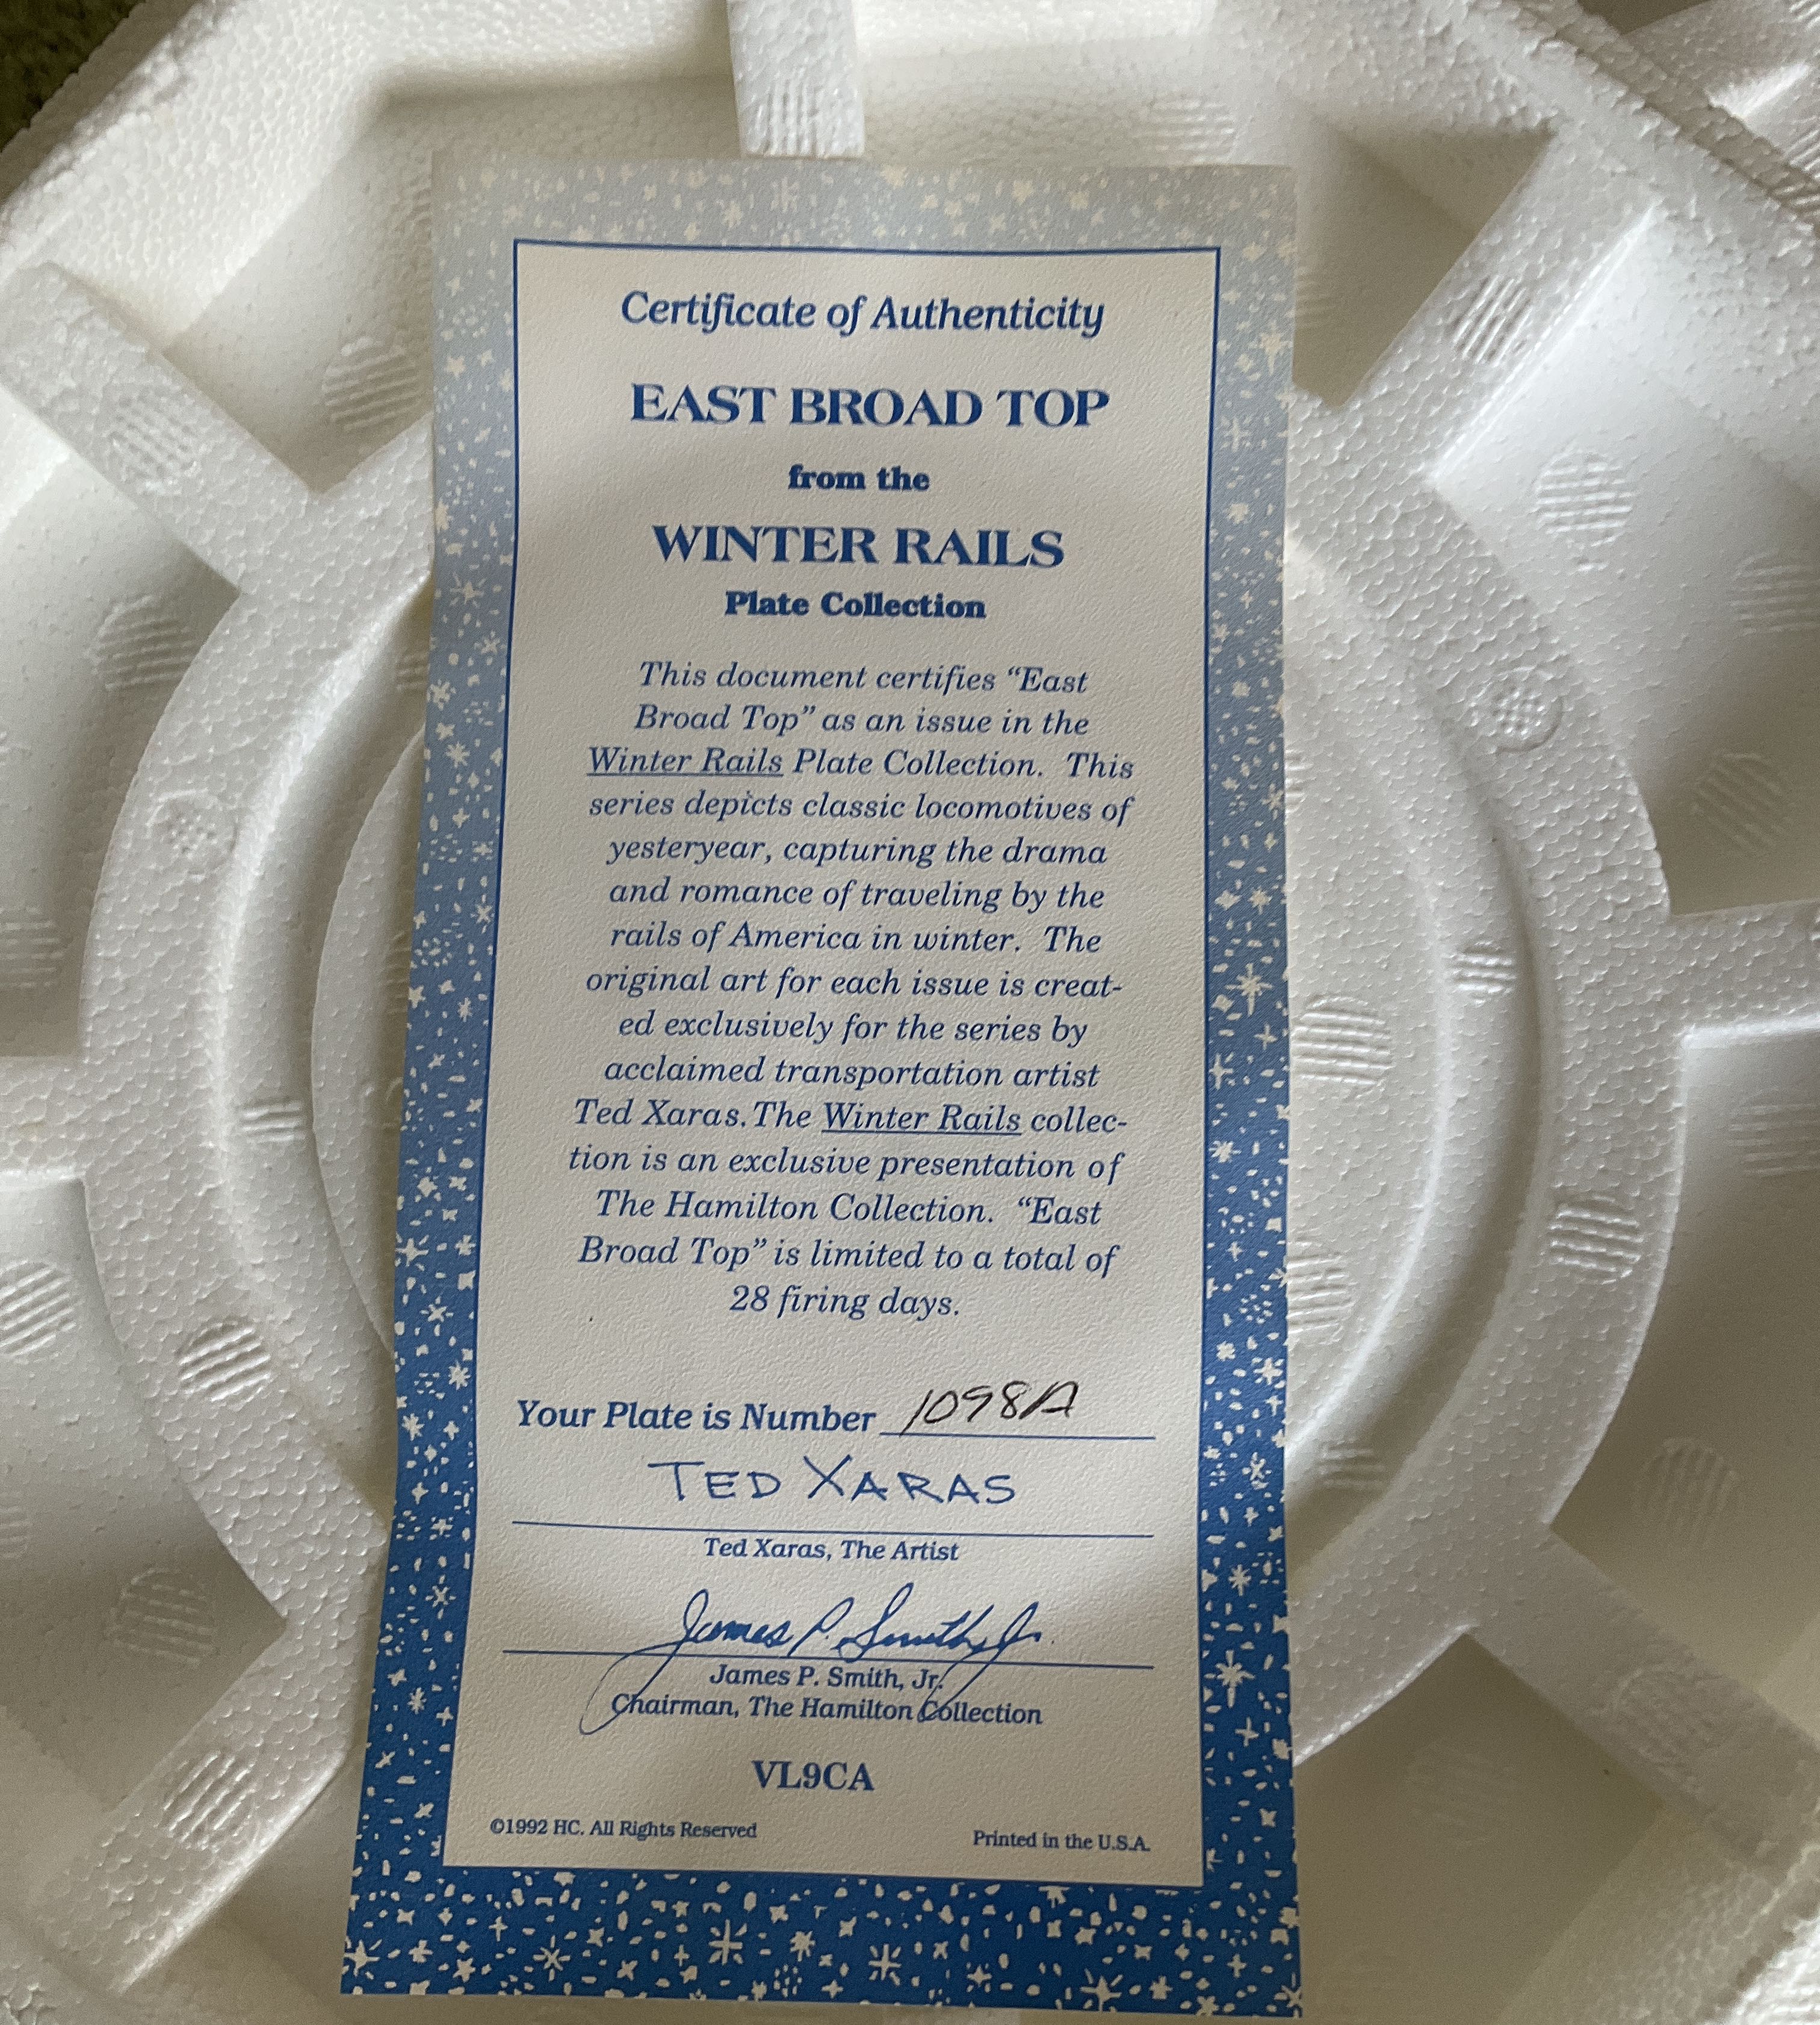 Certificate of Authenticity
EAST BROAD TOP
from the
WINTER RAILS
Plate Collection
This document certifies “East
Broad Top” as an issue in the
Winter Rails Plate Collection. This
series depicts classic locomotives of
yesteryear, capturing the drama
and romance of traveling by the
rails of America in winter. The
original art for each issue is creat-
ed exclusively for the series by
acclaimed transportation artist
Ted Xaras. The Winter Rails collec-
tion is an exclusive presentation of
The Hamilton Collection. “East
Broad Top” is limited to a total of
28 firing days.
Your Plate is Number 1098A
TED XARAS
Ted Xaras, The Artist
James P. Smith, Jr.
James P. Smith, Jr.
Chairman, The Hamilton Collection
VL9CA
©1992 HC. All Rights Reserved
Printed in the U.S.A.